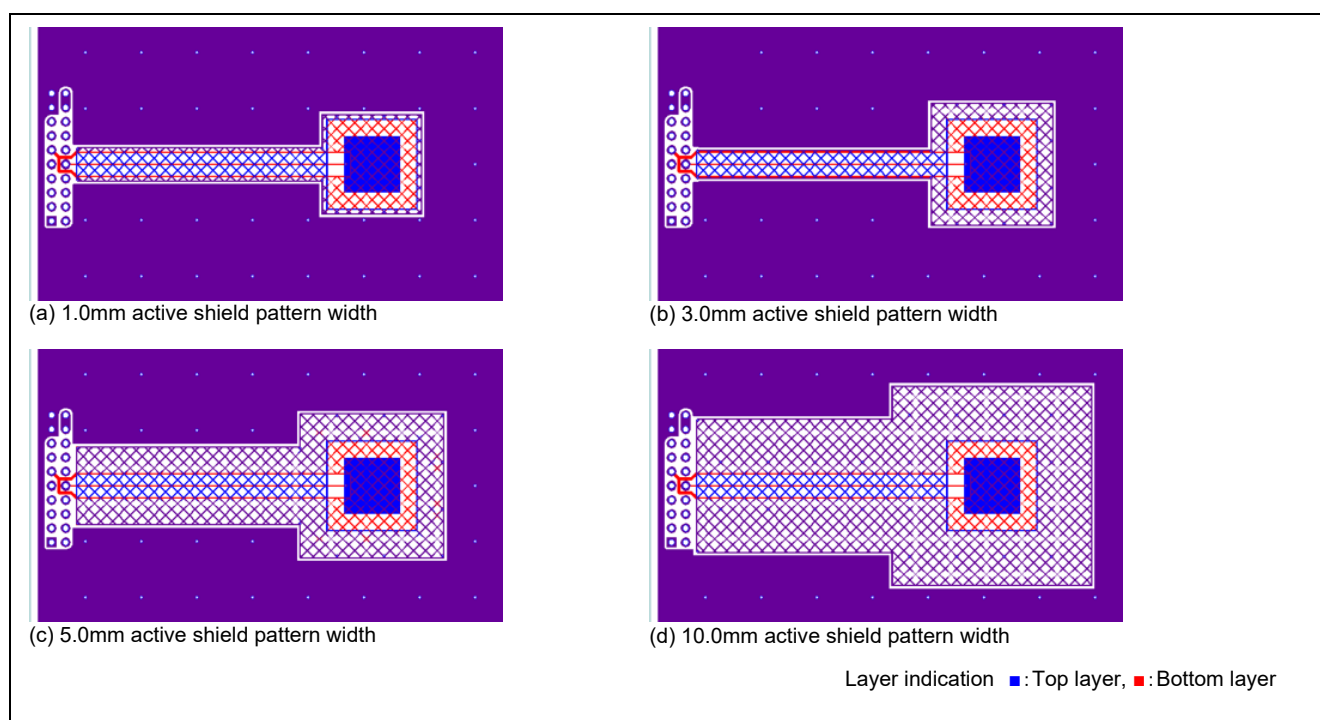 (a) 1.0mm active shield pattern width
(b) 3.0mm active shield pattern width
(c) 5.0mm active shield pattern width
(d) 10.0mm active shield pattern width
Layer indication ■:Top layer, ■:Bottom layer